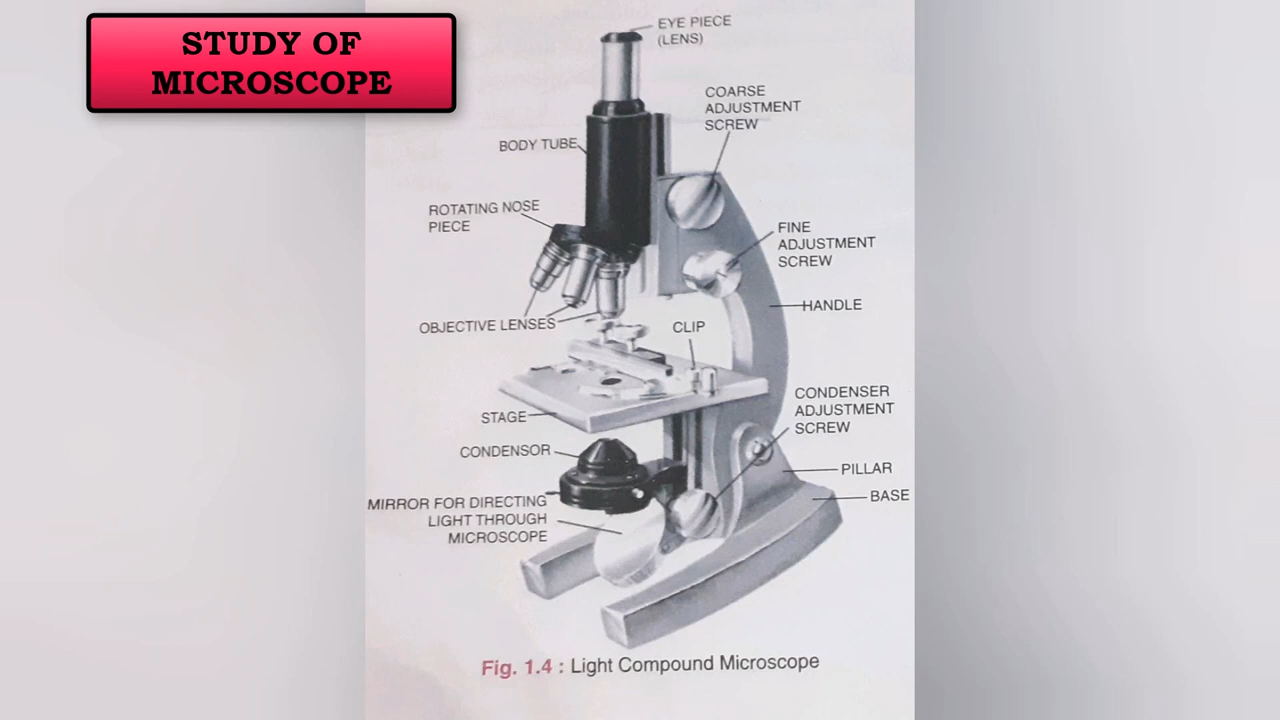 STUDY OF
MICROSCOPE
EYE PIECE
(LENS)
COARSE
ADJUSTMENT
SCREW
BODY TUBE
ROTATING NOSE
PIECE
FINE
ADJUSTMENT
SCREW
HANDLE
OBJECTIVE LENSES
CLIP
CONDENSER
ADJUSTMENT
SCREW
STAGE
CONDENSOR
PILLAR
BASE
MIRROR FOR DIRECTING
LIGHT THROUGH
MICROSCOPE
Fig. 1.4 : Light Compound Microscope